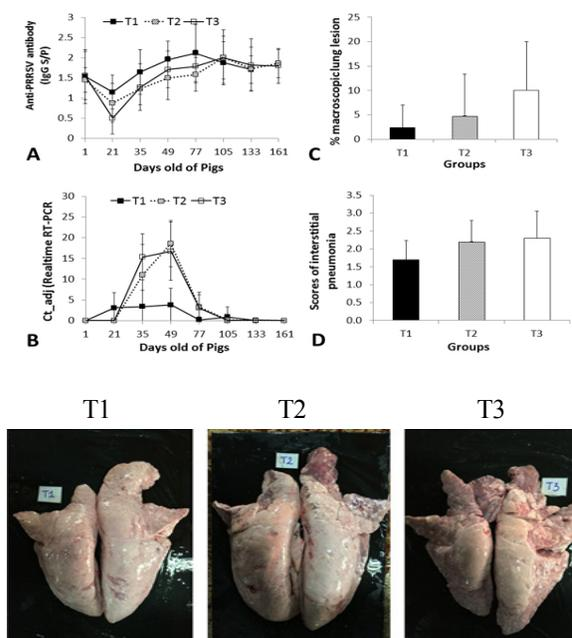 Anti-PRRSV antibody
(IgG S/P)
3
2.5
2
1.5
1
0.5
0
T1 T2 T3
1 21 35 49 77 105 133 161
Days old of Pigs
A
% macroscopiclung lesion
25
20
15
10
5
0
T1 T2 T3
Groups
C
Ct_adj (Realtime RT-PCR
30
25
20
15
10
5
0
T1 T2 T3
1 21 35 49 77 105 133 161
Days old of Pigs
B
Scores of interstitial
pneumonia
3.5
3.0
2.5
2.0
1.5
1.0
0.5
0.0
T1 T2 T3
Groups
D
T1 T2 T3
T1
T2
T3